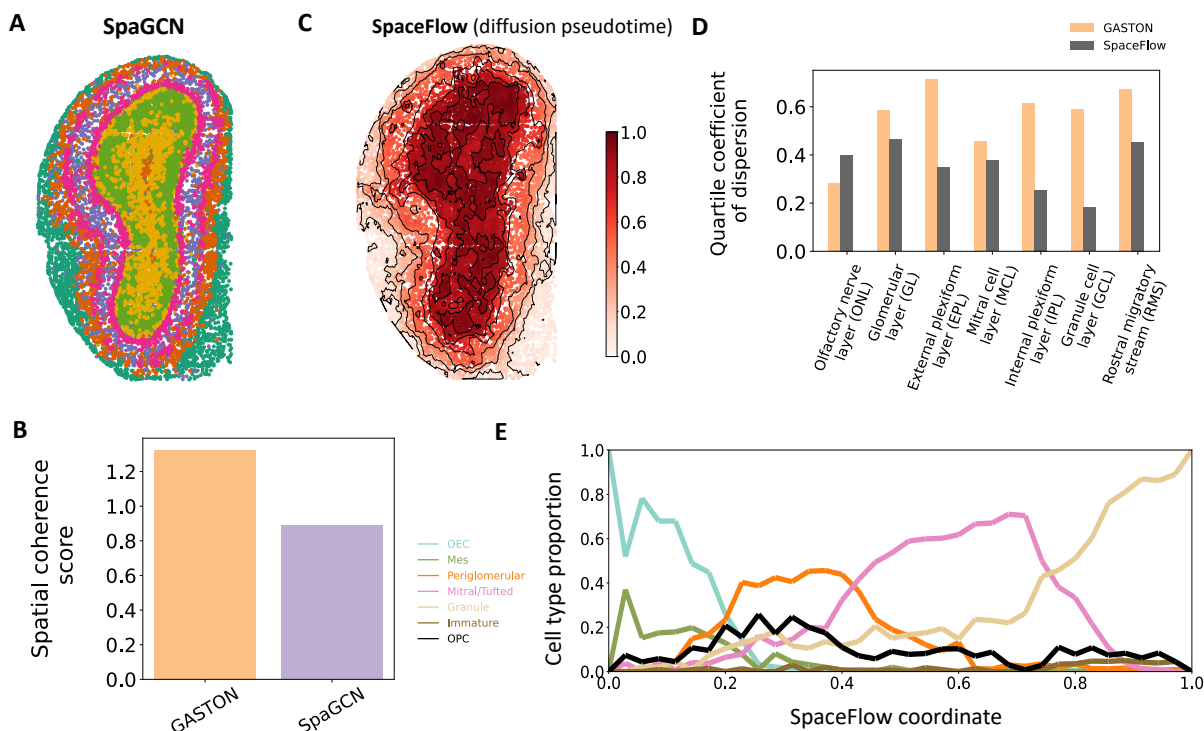 A
SpaGCN
C
SpaceFlow (diffusion pseudotime)
1.0
0.8
0.6
0.4
0.2
0.0
D
GASTON
SpaceFlow
Quartile coefficient
of dispersion
0.6
0.4
0.2
0.0
Olfactory nerve
layer (ONL)
Glomerular
layer (GL)
External plexiform
layer (EPL)
Mitral cell
layer (MCL)
Internal plexiform
layer (IPL)
Granule cell
layer (GCL)
Rostral migratory
stream (RMS)
B
Spatial coherence
score
1.2
1.0
0.8
0.6
0.4
0.2
0.0
GASTON
SpaGCN
OEC
Mes
Periglomerular
Mitral/Tufted
Granule
Immature
OPC
E
Cell type proportion
1.0
0.8
0.6
0.4
0.2
0.0
0.0 0.2 0.4 0.6 0.8 1.0
SpaceFlow coordinate